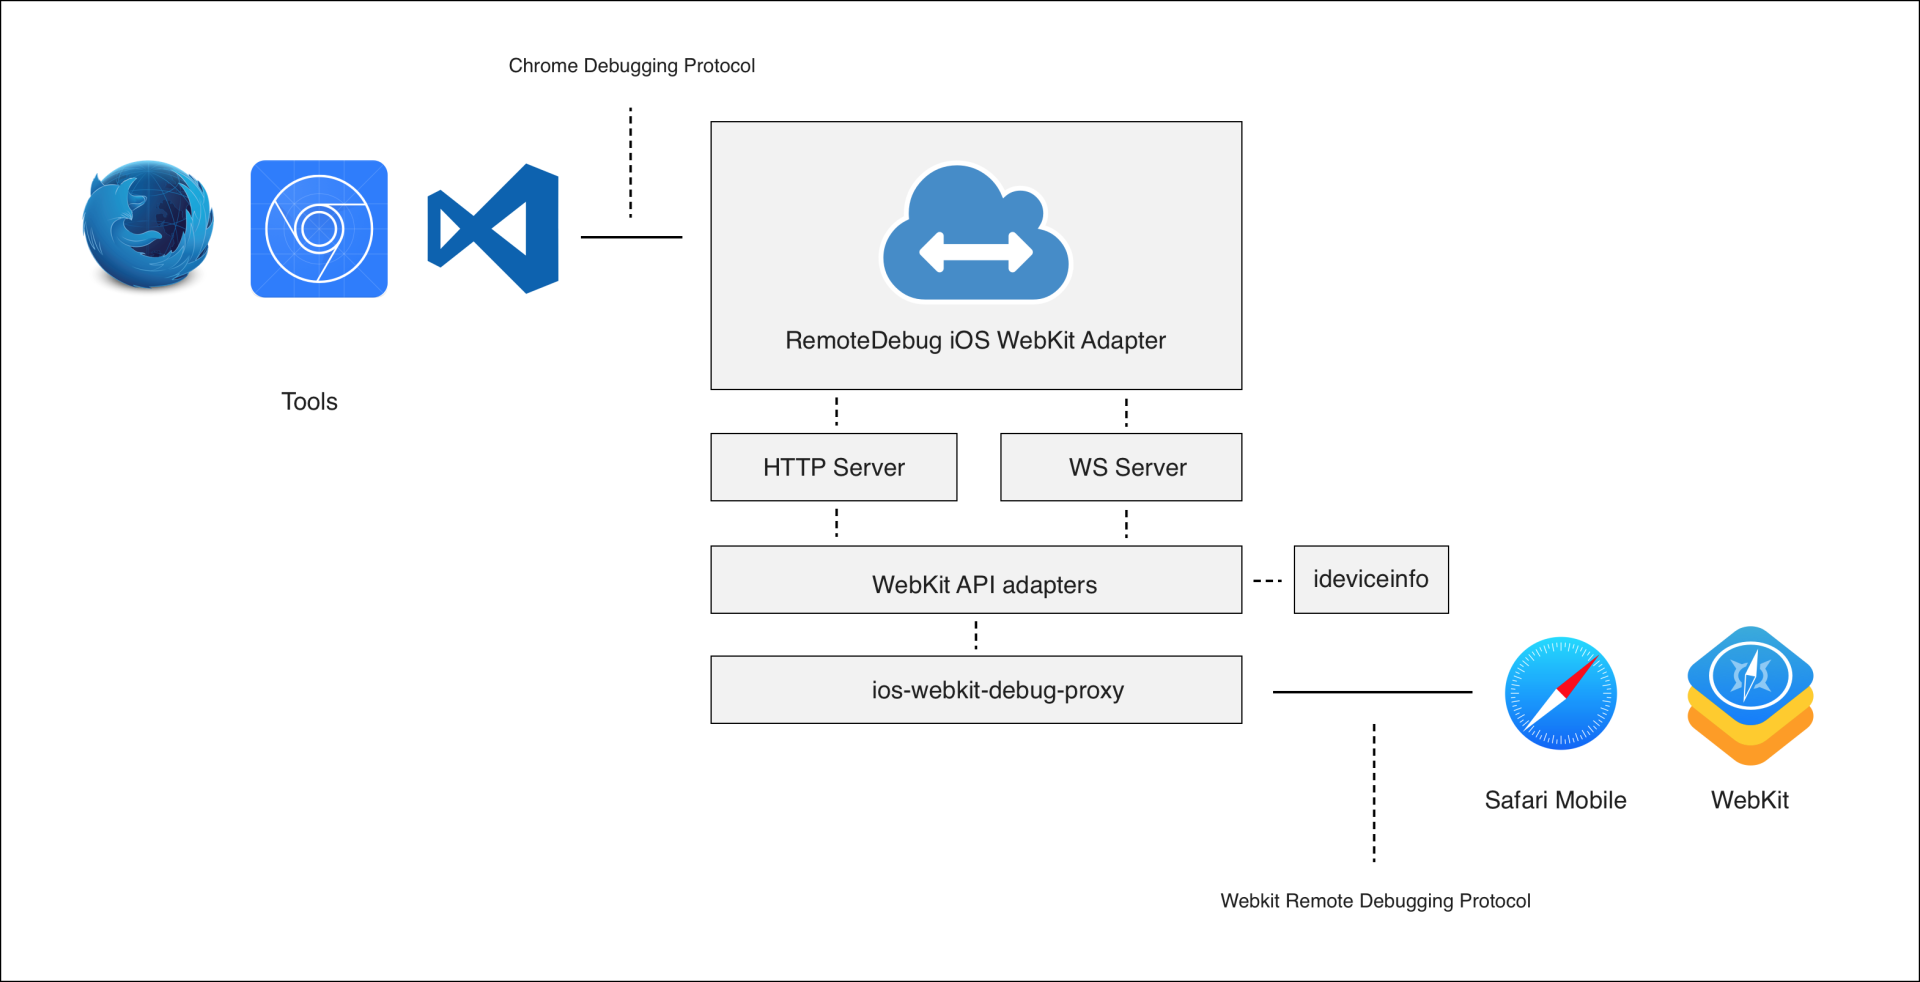 Chrome Debugging Protocol
RemoteDebug iOS WebKit Adapter
Tools
HTTP Server
WS Server
WebKit API adapters
ideviceinfo
ios-webkit-debug-proxy
Safari Mobile
WebKit
Webkit Remote Debugging Protocol